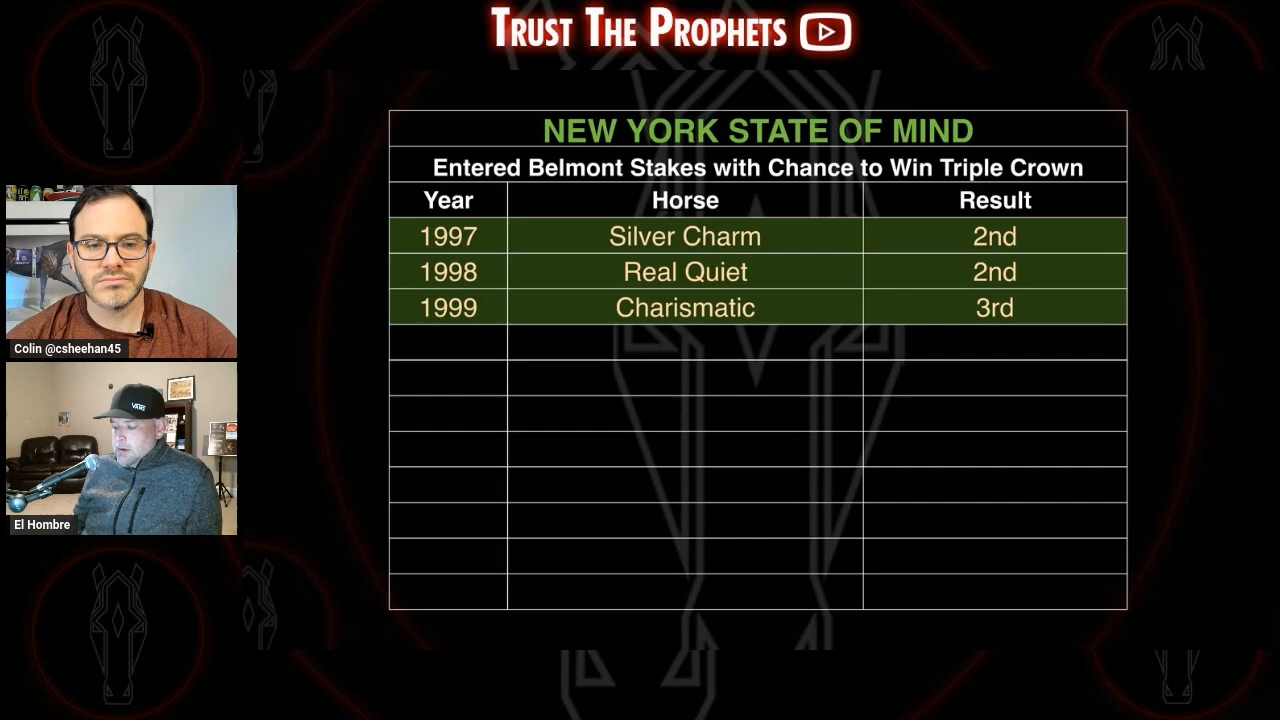 TRUST THE PROPHETS
NEW YORK STATE OF MIND
Entered Belmont Stakes with Chance to Win Triple Crown
Year Horse Result
1997 Silver Charm 2nd
1998 Real Quiet 2nd
1999 Charismatic 3rd
Colin @csheehan45
VANS
El Hombre